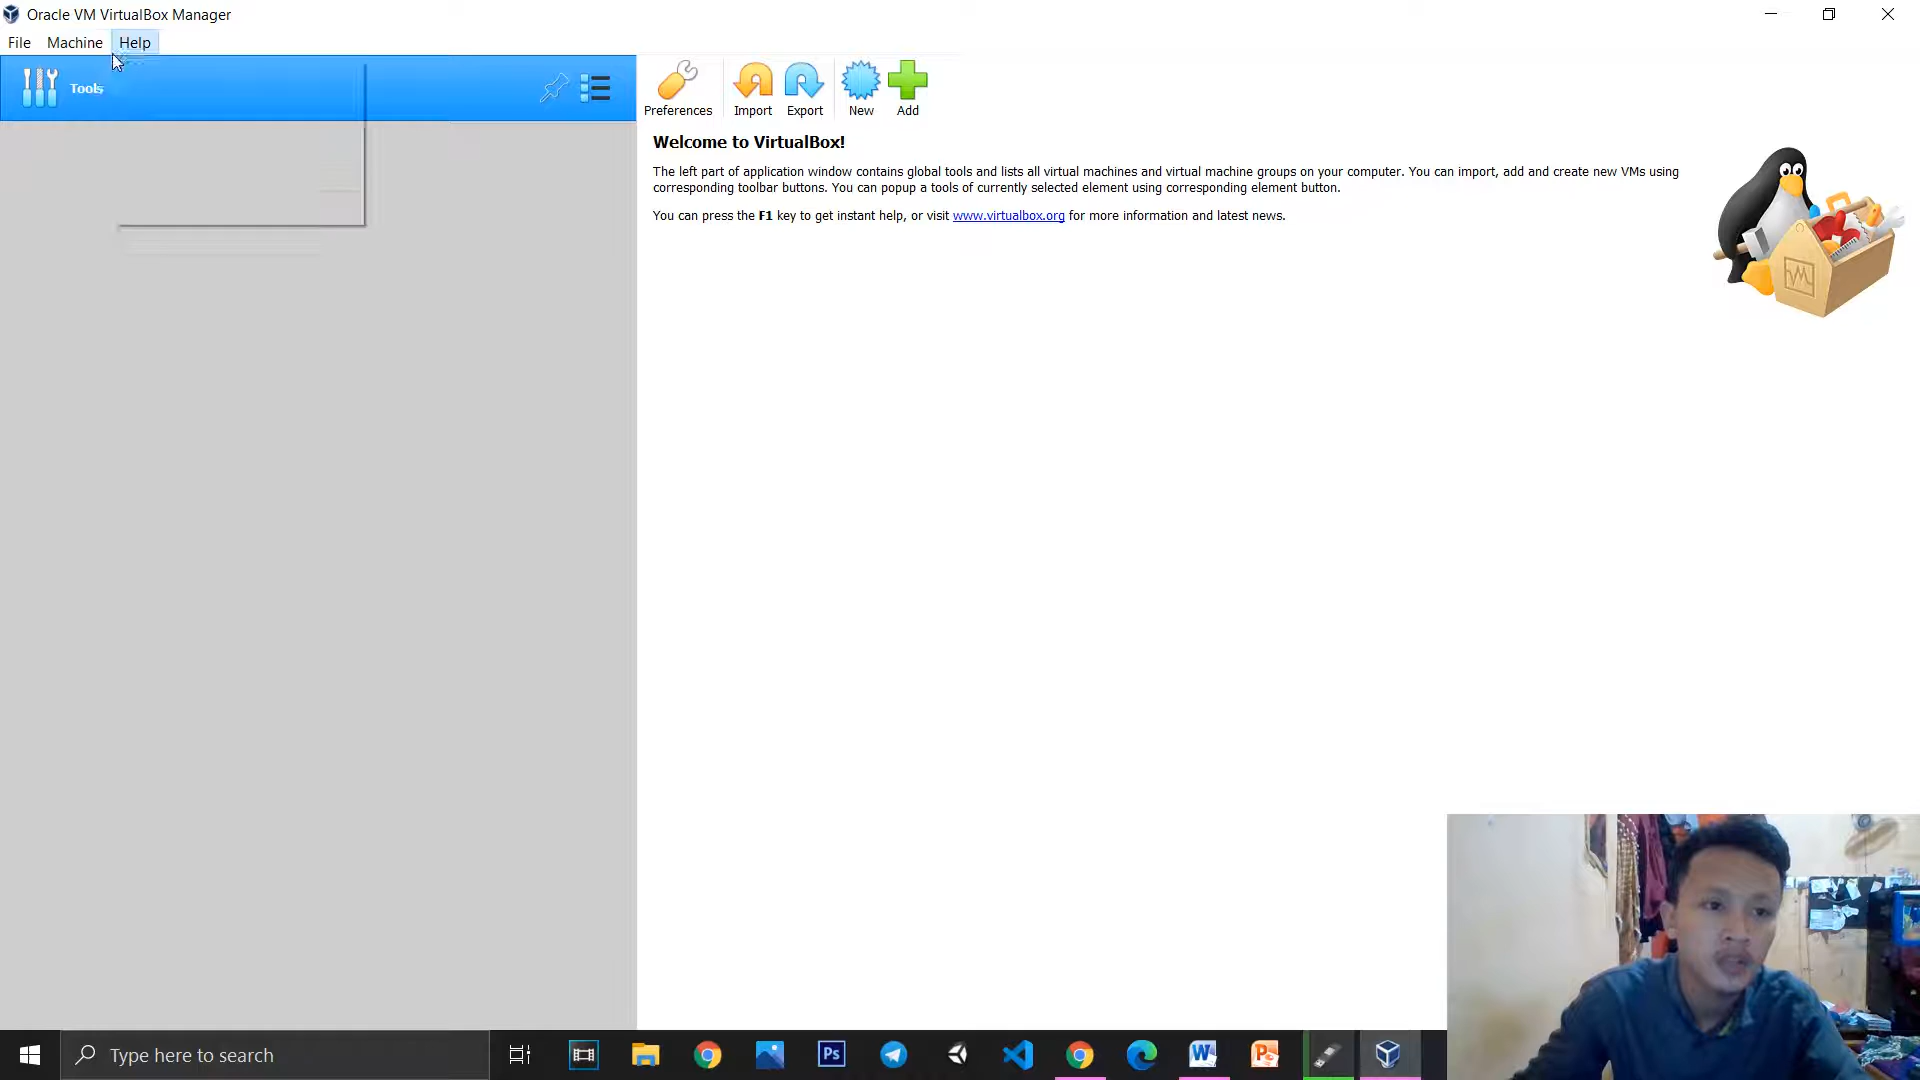 Oracle VM VirtualBox Manager
File Machine Help
Tools
Preferences Import Export New Add
Welcome to VirtualBox!
The left part of application window contains global tools and lists all virtual machines and virtual machine groups on your computer. You can import, add and create new VMs using
corresponding toolbar buttons. You can popup a tools of currently selected element using corresponding element button.
You can press the F1 key to get instant help, or visit www.virtualbox.org for more information and latest news.
Type here to search
Ps